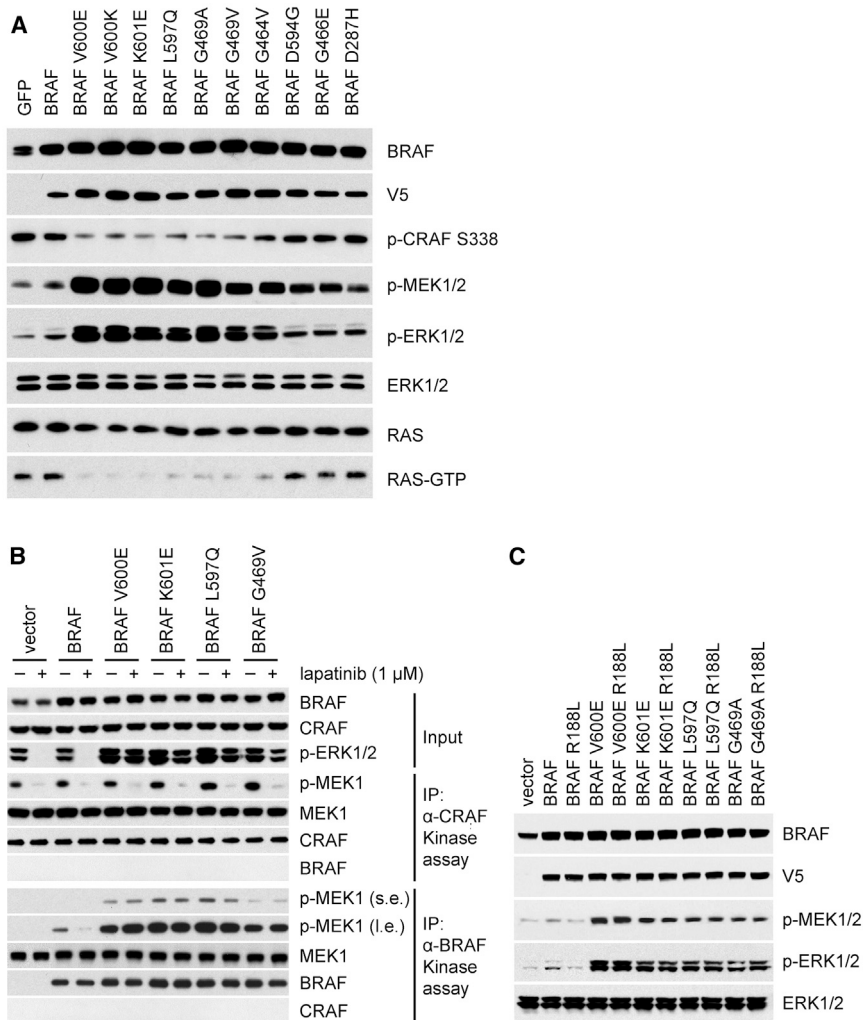 A
GFP
BRAF
BRAF V600E
BRAF V600K
BRAF K601E
BRAF L597Q
BRAF G469A
BRAF G469V
BRAF G464V
BRAF D594G
BRAF G466E
BRAF D287H
BRAF
V5
p-CRAF S338
p-MEK1/2
p-ERK1/2
ERK1/2
RAS
RAS-GTP
B
vector
BRAF
BRAF V600E
BRAF K601E
BRAF L597Q
BRAF G469V
– + – + – + – + – + – + lapatinib (1 µM)
BRAF
CRAF
p-ERK1/2
Input
p-MEK1
MEK1
CRAF
BRAF
IP:
α-CRAF
Kinase
assay
p-MEK1 (s.e.)
p-MEK1 (l.e.)
MEK1
BRAF
CRAF
IP:
α-BRAF
Kinase
assay
C
vector
BRAF
BRAF R188L
BRAF V600E
BRAF V600E R188L
BRAF K601E
BRAF K601E R188L
BRAF L597Q
BRAF L597Q R188L
BRAF G469A
BRAF G469A R188L
BRAF
V5
p-MEK1/2
p-ERK1/2
ERK1/2